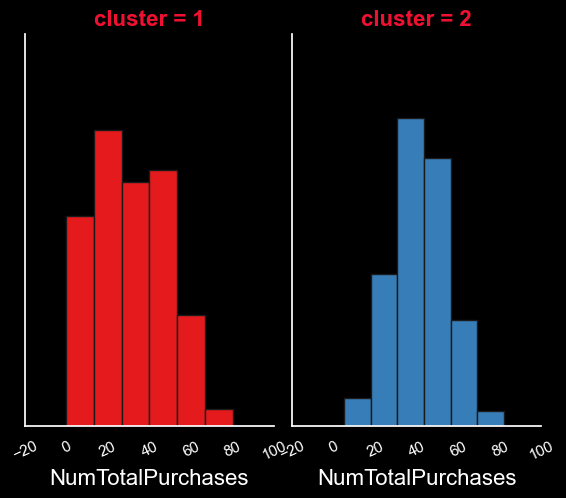 cluster = 1
cluster = 2
−20 0 20 40 60 80 100
−20 0 20 40 60 80 100
NumTotalPurchases
NumTotalPurchases